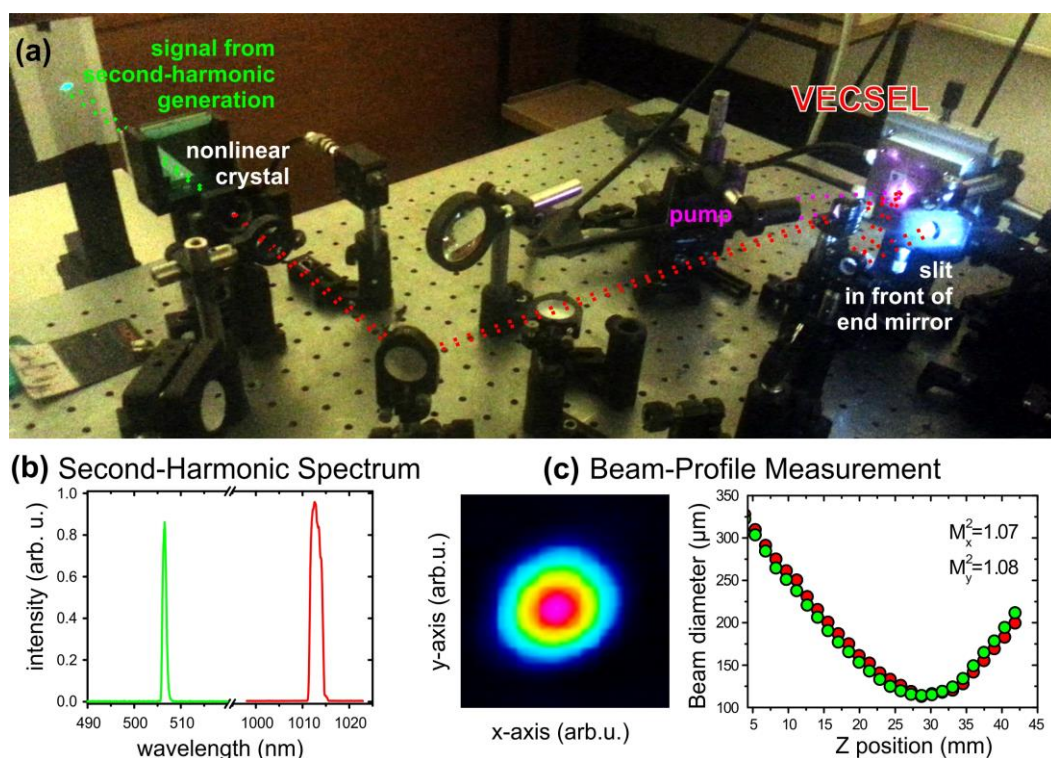 (a)
signal from
second-harmonic
generation
nonlinear
crystal
VECSEL
pump
slit
in front of
end mirror
(b) Second-Harmonic Spectrum
intensity (arb. u.)
1.0
0.8
0.6
0.4
0.2
0.0
490 500 510 1000 1010 1020
wavelength (nm)
(c) Beam-Profile Measurement
y-axis (arb.u.)
x-axis (arb.u.)
Beam diameter (µm)
350
300
250
200
150
100
M²x=1.07
M²y=1.08
5 10 15 20 25 30 35 40 45
Z position (mm)